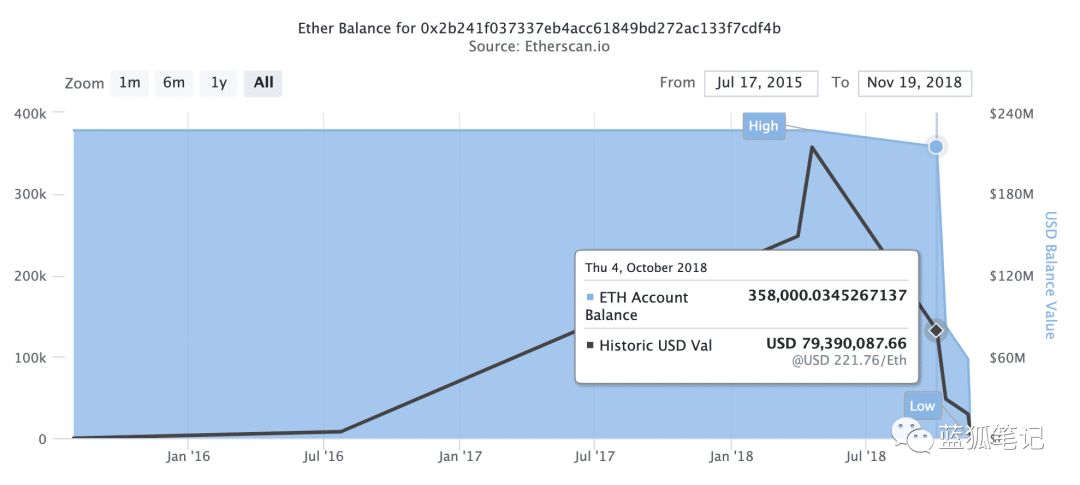 Ether Balance for 0x2b241f037337eb4acc61849bd272ac133f7cdf4b
Source: Etherscan.io
Zoom 1m 6m 1y All From Jul 17, 2015 To Nov 19, 2018
400k
300k
200k
100k
0
$240M
$180M
$120M
$60M
USD Balance Value
High
Thu 4, October 2018
ETH Account Balance 358,000.0345267137
Historic USD Val USD 79,390,087.66
@USD 221.76/Eth
Low
Jan '16 Jul '16 Jan '17 Jul '17 Jan '18 Jul '18
蓝狐笔记